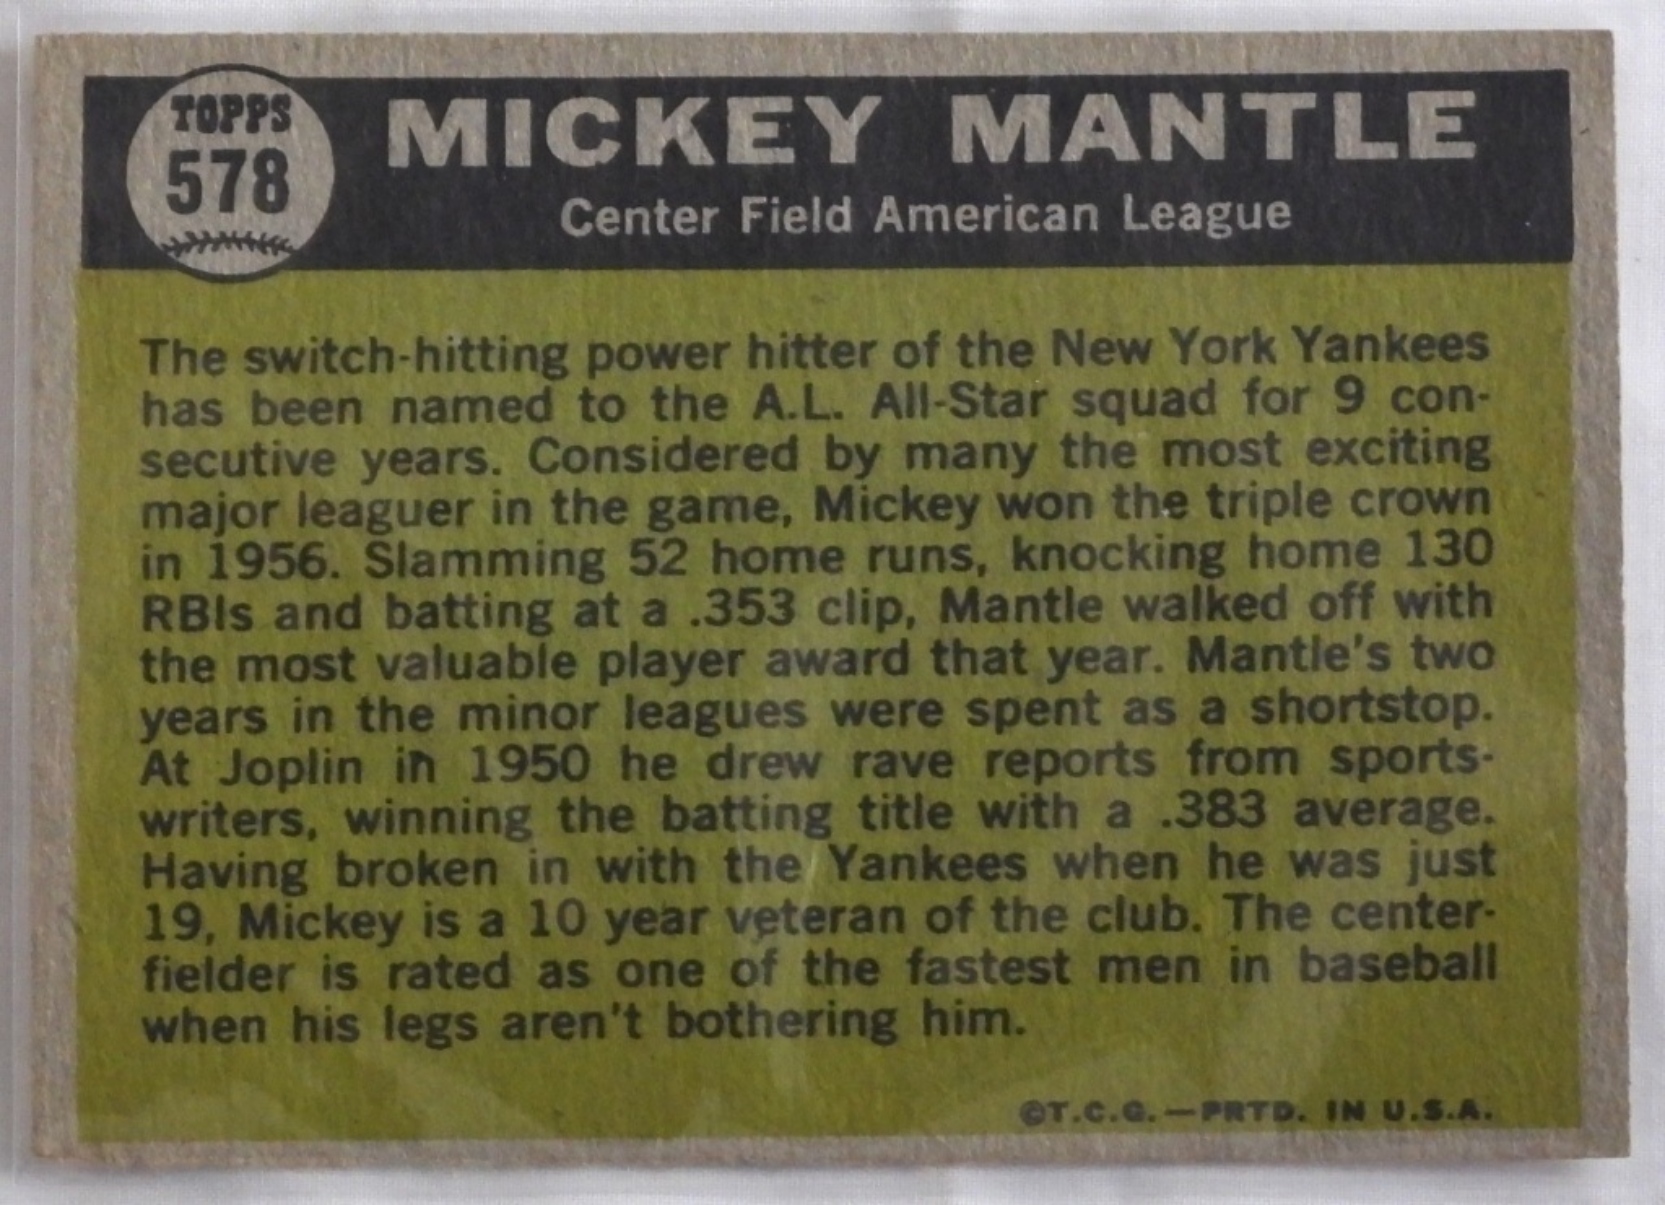 TOPPS
578
MICKEY MANTLE
Center Field American League
The switch-hitting power hitter of the New York Yankees
has been named to the A.L. All-Star squad for 9 con-
secutive years. Considered by many the most exciting
major leaguer in the game, Mickey won the triple crown
in 1956. Slamming 52 home runs, knocking home 130
RBIs and batting at a .353 clip, Mantle walked off with
the most valuable player award that year. Mantle's two
years in the minor leagues were spent as a shortstop.
At Joplin in 1950 he drew rave reports from sports-
writers, winning the batting title with a .383 average.
Having broken in with the Yankees when he was just
19, Mickey is a 10 year veteran of the club. The center-
fielder is rated as one of the fastest men in baseball
when his legs aren't bothering him.
©T.C.G.—PRTD. IN U.S.A.